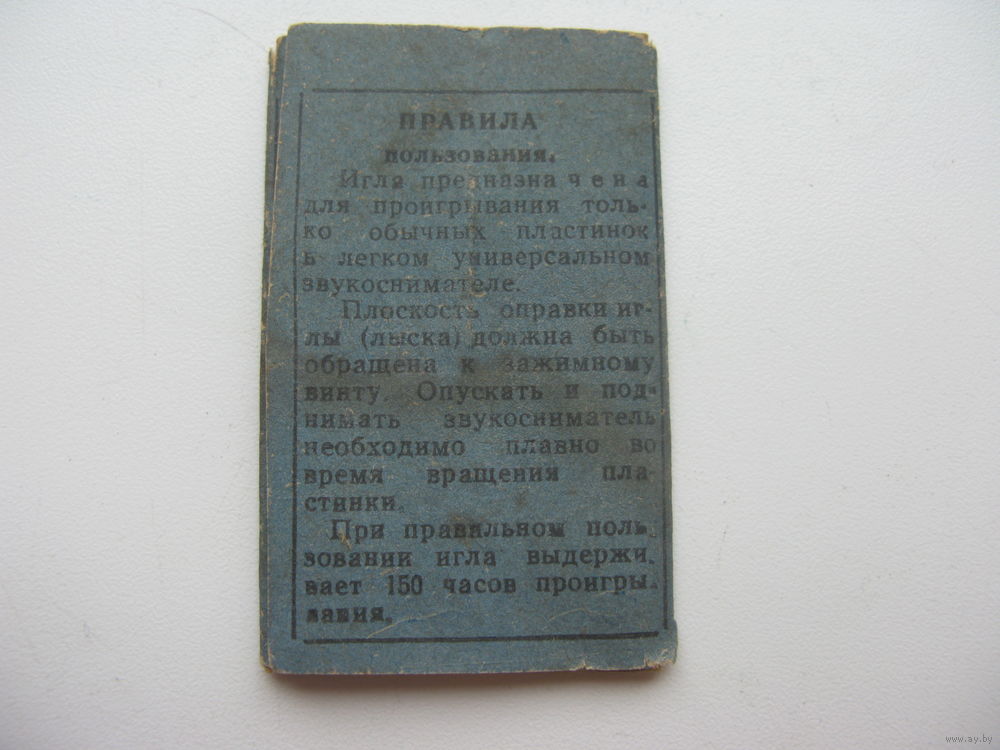 ПРАВИЛА
пользования.
Игла предназначена
для проигрывания толь-
ко обычных пластинок
в легком универсальном
звукоснимателе.
Плоскость оправки иг-
лы (лыска) должна быть
обращена к зажимному
винту. Опускать и под-
нимать звукосниматель
необходимо плавно во
время вращения пла-
стинки.
При правильном поль-
зовании игла выдержи-
вает 150 часов проигры-
вания.
www.ay.by